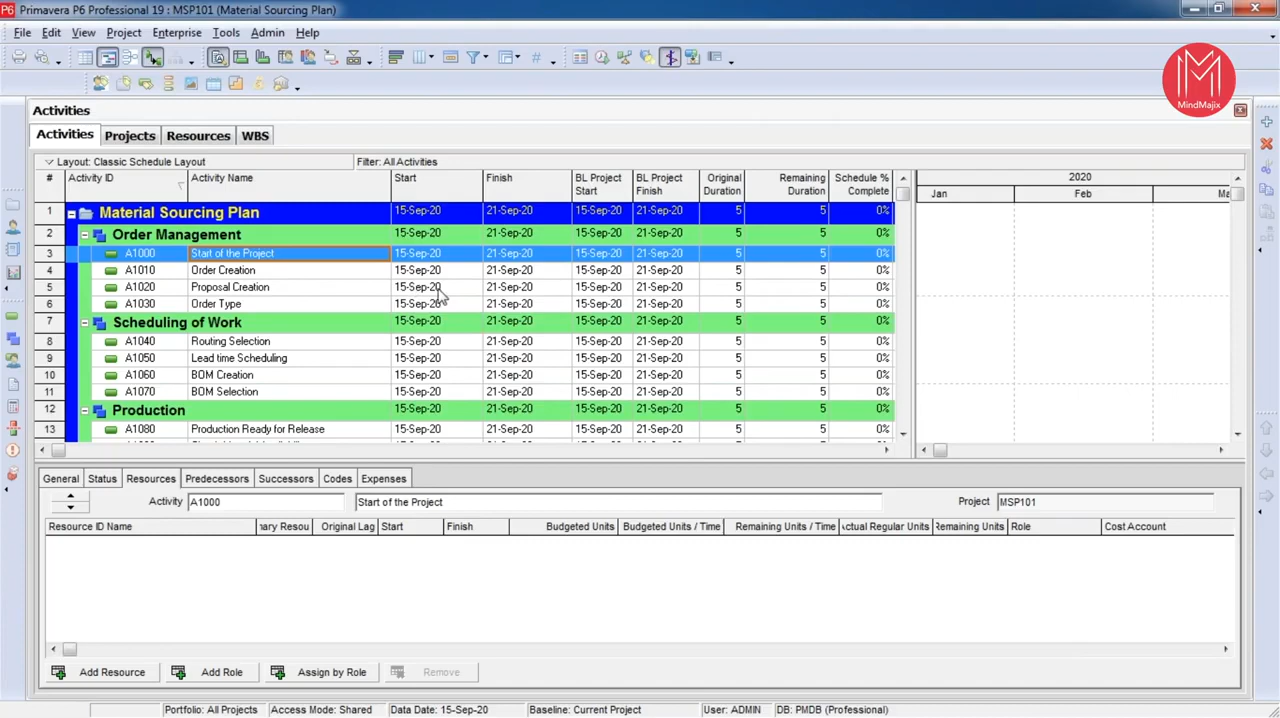 P6 Primavera P6 Professional 19 : MSP101 (Material Sourcing Plan)
File Edit View Project Enterprise Tools Admin Help
MindMajix
Activities
Activities Projects Resources WBS
Layout: Classic Schedule Layout Filter: All Activities
# Activity ID Activity Name Start Finish BL Project Start BL Project Finish Original Duration Remaining Duration Schedule % Complete 2020
Jan Feb Ma
1 Material Sourcing Plan 15-Sep-20 21-Sep-20 15-Sep-20 21-Sep-20 5 5 0%
2 Order Management 15-Sep-20 21-Sep-20 15-Sep-20 21-Sep-20 5 5 0%
3 A1000 Start of the Project 15-Sep-20 21-Sep-20 15-Sep-20 21-Sep-20 5 5 0%
4 A1010 Order Creation 15-Sep-20 21-Sep-20 15-Sep-20 21-Sep-20 5 5 0%
5 A1020 Proposal Creation 15-Sep-20 21-Sep-20 15-Sep-20 21-Sep-20 5 5 0%
6 A1030 Order Type 15-Sep-20 21-Sep-20 15-Sep-20 21-Sep-20 5 5 0%
7 Scheduling of Work 15-Sep-20 21-Sep-20 15-Sep-20 21-Sep-20 5 5 0%
8 A1040 Routing Selection 15-Sep-20 21-Sep-20 15-Sep-20 21-Sep-20 5 5 0%
9 A1050 Lead time Scheduling 15-Sep-20 21-Sep-20 15-Sep-20 21-Sep-20 5 5 0%
10 A1060 BOM Creation 15-Sep-20 21-Sep-20 15-Sep-20 21-Sep-20 5 5 0%
11 A1070 BOM Selection 15-Sep-20 21-Sep-20 15-Sep-20 21-Sep-20 5 5 0%
12 Production 15-Sep-20 21-Sep-20 15-Sep-20 21-Sep-20 5 5 0%
13 A1080 Production Ready for Release 15-Sep-20 21-Sep-20 15-Sep-20 21-Sep-20 5 5 0%
General Status Resources Predecessors Successors Codes Expenses
Activity A1000 Start of the Project Project MSP101
Resource ID Name nary Resou Original Lag Start Finish Budgeted Units Budgeted Units / Time Remaining Units / Time Actual Regular Units Remaining Units Role Cost Account
Add Resource Add Role Assign by Role Remove
Portfolio: All Projects Access Mode: Shared Data Date: 15-Sep-20 Baseline: Current Project User: ADMIN DB: PMDB (Professional)